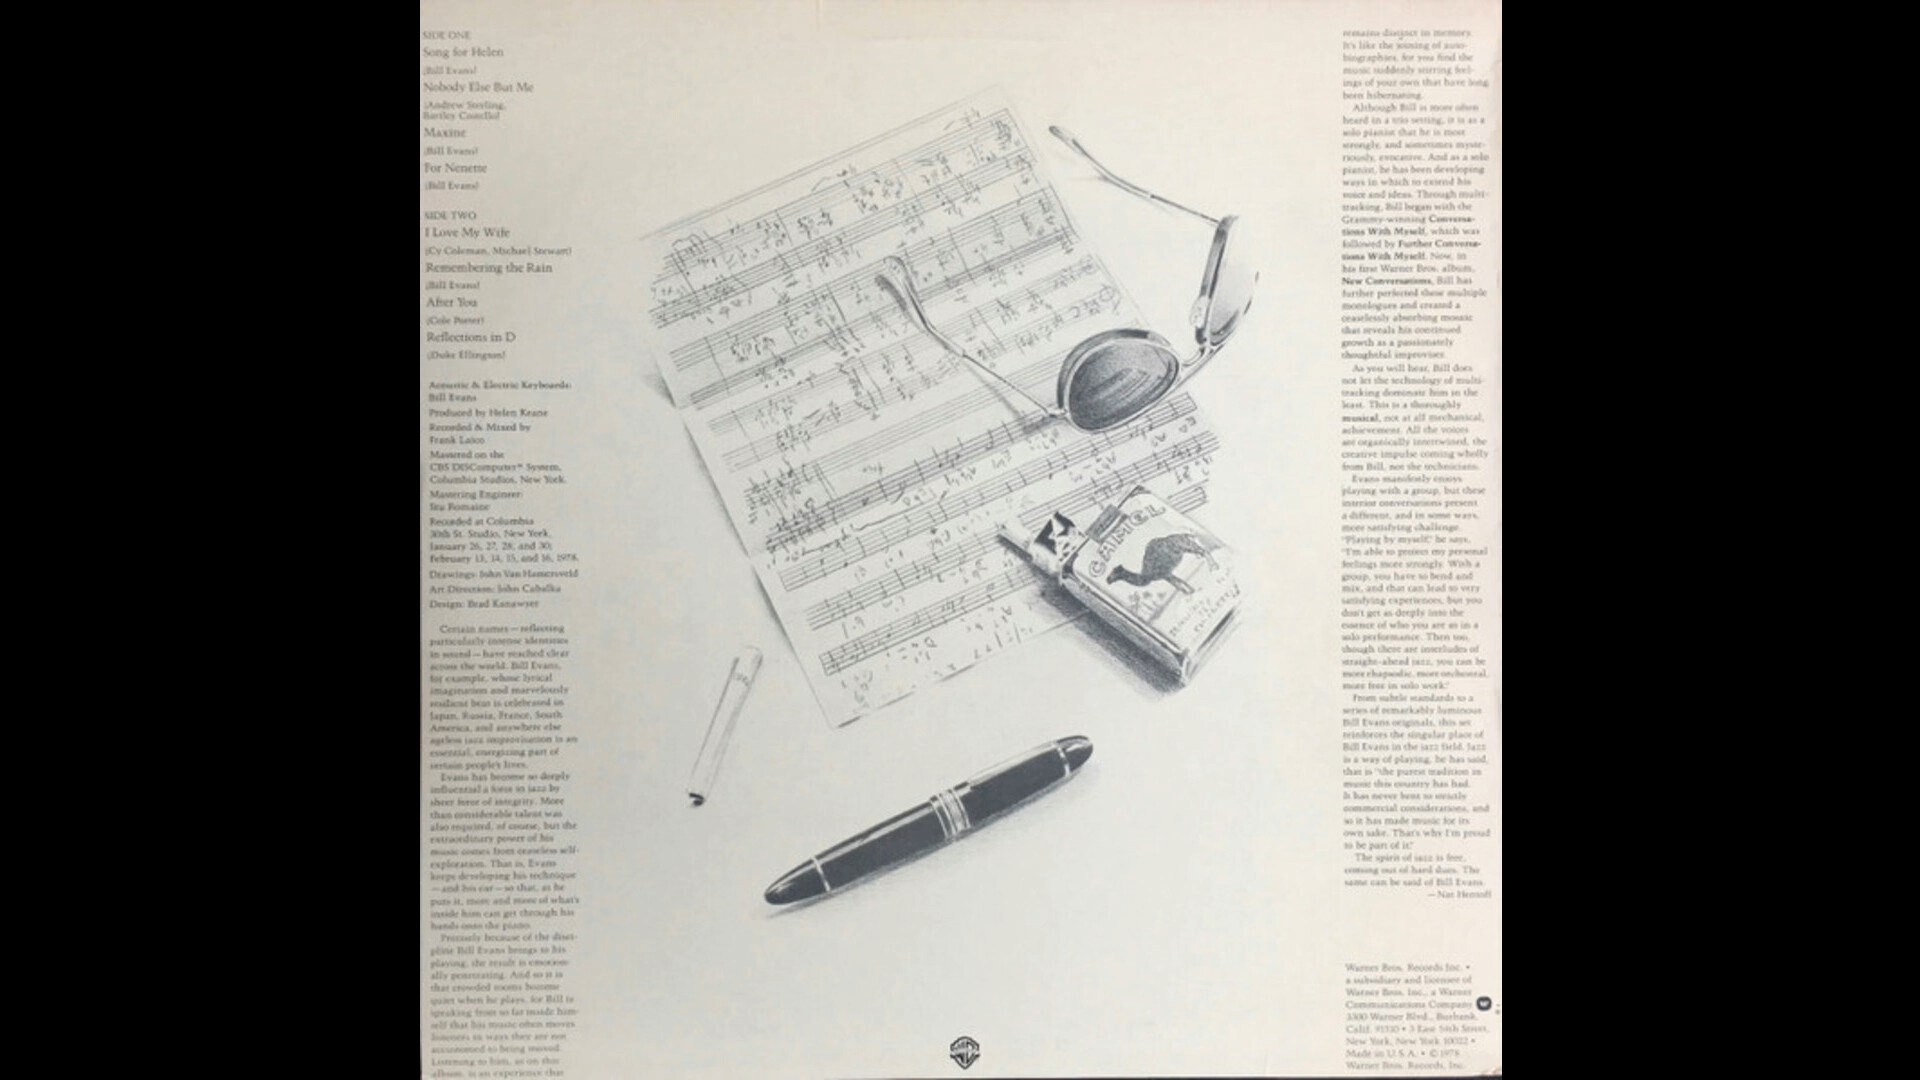 SIDE ONE
Song for Helen
(Bill Evans)
Nobody Else But Me
(Andrew Sterling,
Bartley Costello)
Maxine
(Bill Evans)
For Nenette
(Bill Evans)
SIDE TWO
I Love My Wife
(Cy Coleman, Michael Stewart)
Remembering the Rain
(Bill Evans)
After You
(Cole Porter)
Reflections in D
(Duke Ellington)
Acoustic & Electric Keyboards:
Bill Evans
Produced by Helen Keane
Recorded & Mixed by
Frank Laico
Mastered on the
CBS DISComputer™ System,
Columbia Studios, New York.
Mastering Engineer:
Stu Romaine
Recorded at Columbia
30th St. Studio, New York,
January 26, 27, 28, and 30;
February 13, 14, 15, and 16, 1978.
Drawings: John Van Hamersveld
Art Direction: John Cabalka
Design: Brad Kanawyer
Certain names—reflecting
particularly intense identities
in sound—have reached clear
across the world. Bill Evans,
for example, whose lyrical
imagination and marvelously
resilient beat is celebrated in
Japan, Russia, France, South
America, and anywhere else
ageless jazz improvisation is an
essential, energizing part of
certain people's lives.
Evans has become so deeply
influential a force in jazz by
sheer force of integrity. More
than considerable talent was
also required, of course, but the
extraordinary power of his
music comes from ceaseless self-
exploration. That is, Evans
keeps developing his technique
—and his ear—so that, as he
puts it, more and more of what's
inside him can get through his
hands onto the piano.
Precisely because of the disci-
pline Bill Evans brings to his
playing, the result is emotion-
ally penetrating. And so it is
that crowded rooms become
quiet when he plays, for Bill is
speaking from so far inside him-
self that his music often moves
listeners in ways they are not
accustomed to being moved.
Listening to him, as on this
album, is an experience that
remains distinct in memory.
It's like the joining of auto-
biographies, for you find the
music suddenly stirring feel-
ings of your own that have long
been hibernating.
Although Bill is more often
heard in a trio setting, it is as a
solo pianist that he is most
strongly, and sometimes myste-
riously, evocative. And as a solo
pianist, he has been developing
ways in which to extend his
voice and ideas. Through multi-
tracking, Bill began with the
Grammy-winning Conversa-
tions With Myself, which was
followed by Further Conversa-
tions With Myself. Now, in
his first Warner Bros. album,
New Conversations, Bill has
further perfected these multiple
monologues and created a
ceaselessly absorbing mosaic
that reveals his continued
growth as a passionately
thoughtful improviser.
As you will hear, Bill does
not let the technology of multi-
tracking dominate him in the
least. This is a thoroughly
musical, not at all mechanical,
achievement. All the voices
are organically intertwined, the
creative impulse coming wholly
from Bill, not the technicians.
Evans manifestly enjoys
playing with a group, but these
interior conversations present
a different, and in some ways,
more satisfying challenge.
"Playing by myself," he says,
"I'm able to project my personal
feelings more strongly. With a
group, you have to bend and
mix, and that can lead to very
satisfying experiences, but you
don't get as deeply into the
essence of who you are as in a
solo performance. Then too,
though there are interludes of
straight-ahead jazz, you can be
more rhapsodic, more orchestral,
more free in solo work."
From subtle standards to a
series of remarkably luminous
Bill Evans originals, this set
reinforces the singular place of
Bill Evans in the jazz field. Jazz
is a way of playing, he has said,
that is "the purest tradition in
music this country has had.
It has never bent to strictly
commercial considerations, and
so it has made music for its
own sake. That's why I'm proud
to be part of it."
The spirit of jazz is free,
coming out of hard dues. The
same can be said of Bill Evans.
—Nat Hentoff
CAMEL
Warner Bros. Records Inc. •
a subsidiary and licensee of
Warner Bros. Inc., a Warner
Communications Company
3300 Warner Blvd., Burbank,
Calif. 91510 • 3 East 54th Street,
New York, New York 10022 •
Made in U.S.A. • © 1978
Warner Bros. Records, Inc.